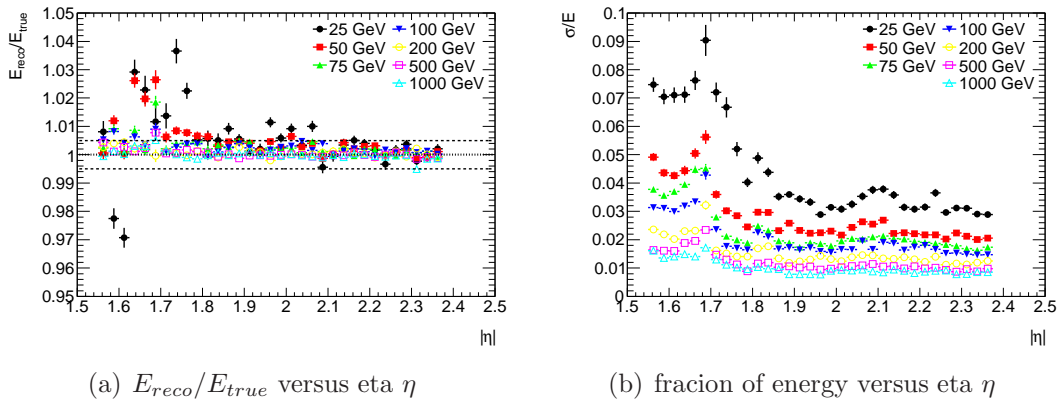 E_reco/E_true
1.05
1.04
1.03
1.02
1.01
1
0.99
0.98
0.97
0.96
0.95
25 GeV
50 GeV
75 GeV
100 GeV
200 GeV
500 GeV
1000 GeV
1.5 1.6 1.7 1.8 1.9 2 2.1 2.2 2.3 2.4 2.5
|η|
(a) E_reco/E_true versus eta η
σ/E
0.1
0.09
0.08
0.07
0.06
0.05
0.04
0.03
0.02
0.01
0
25 GeV
50 GeV
75 GeV
100 GeV
200 GeV
500 GeV
1000 GeV
1.5 1.6 1.7 1.8 1.9 2 2.1 2.2 2.3 2.4 2.5
|η|
(b) fracion of energy versus eta η